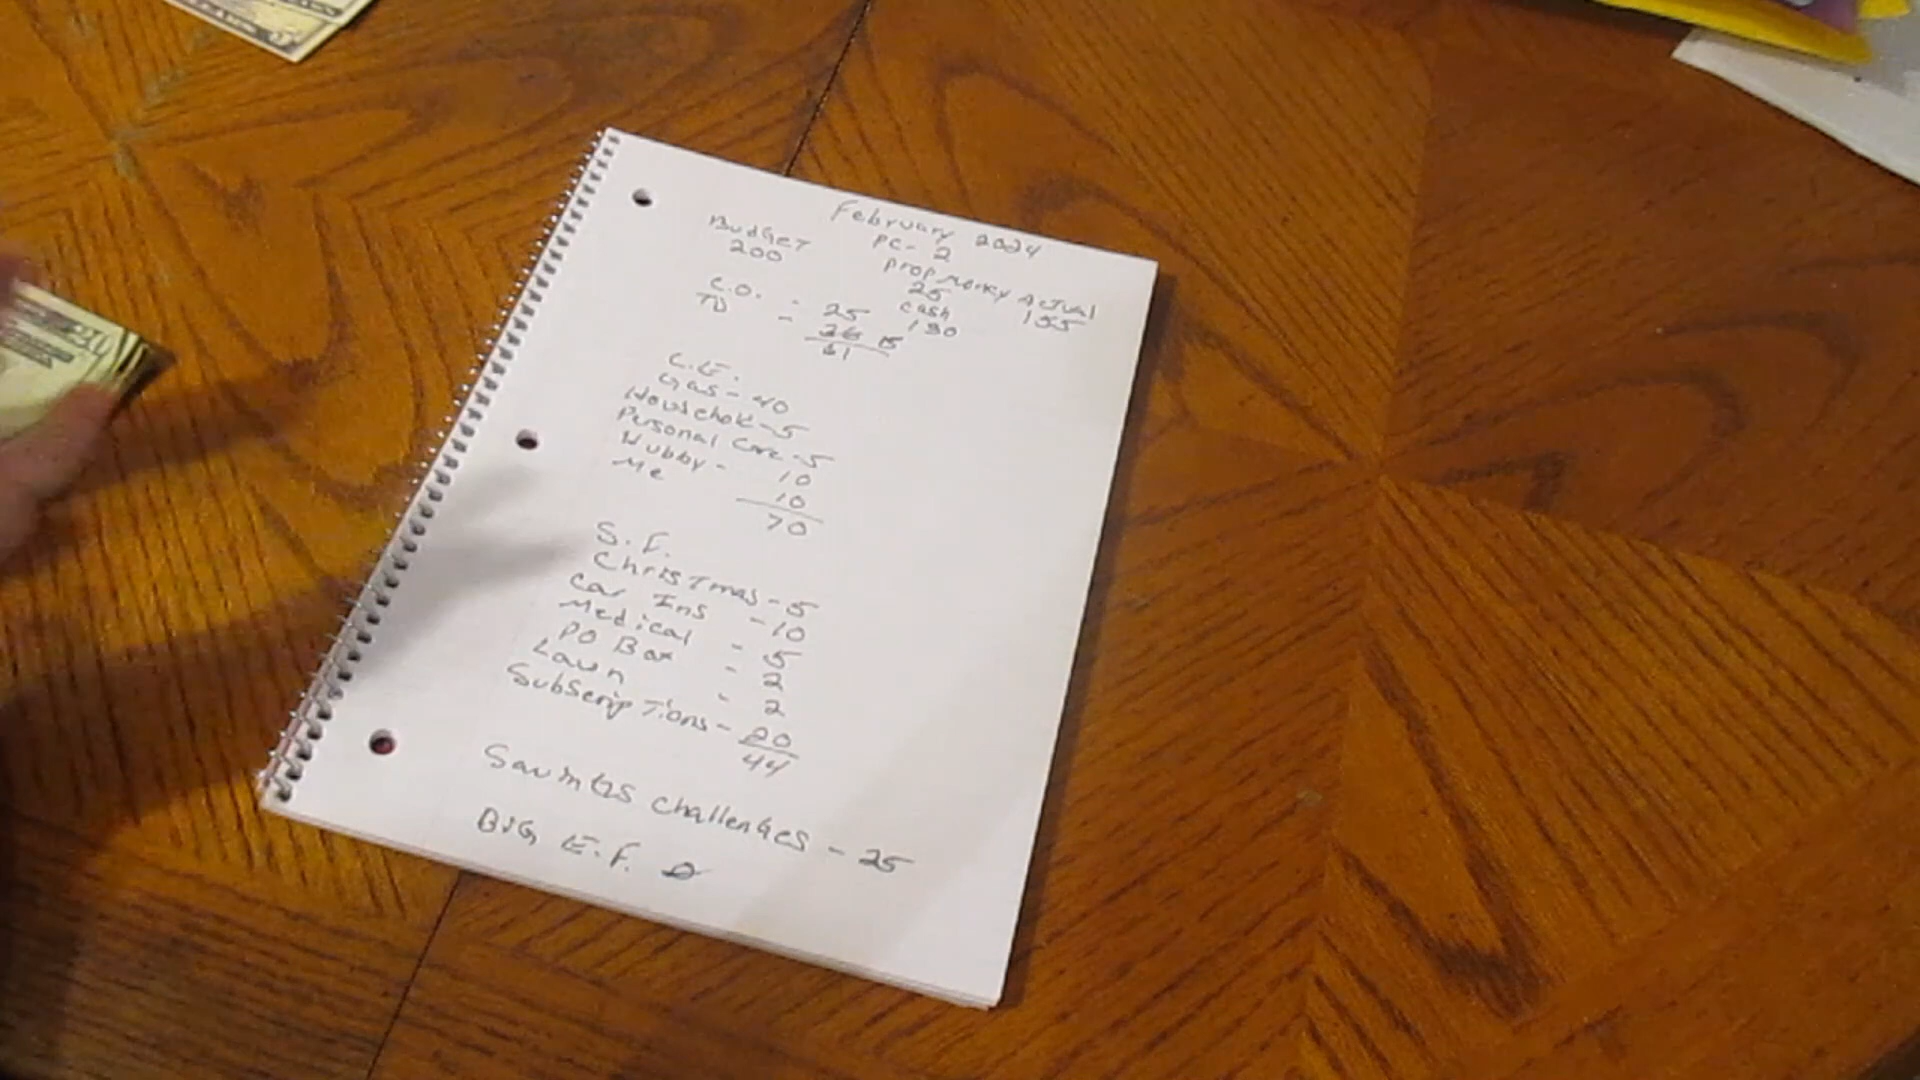 February 2024
Budget PC-2
200 Prop Money Actual
25 155
C.O. - 25 cash
TD - 130
61
C.E.
Gas - 40
Household - 5
Personal Care - 5
Hubby - 10
Me 10
70
S.F.
Christmas - 5
Car Ins - 10
Medical - 5
PO Box - 2
Lawn - 2
Subscriptions - 20
44
Savings Challenges - 25
Big E.F. 0